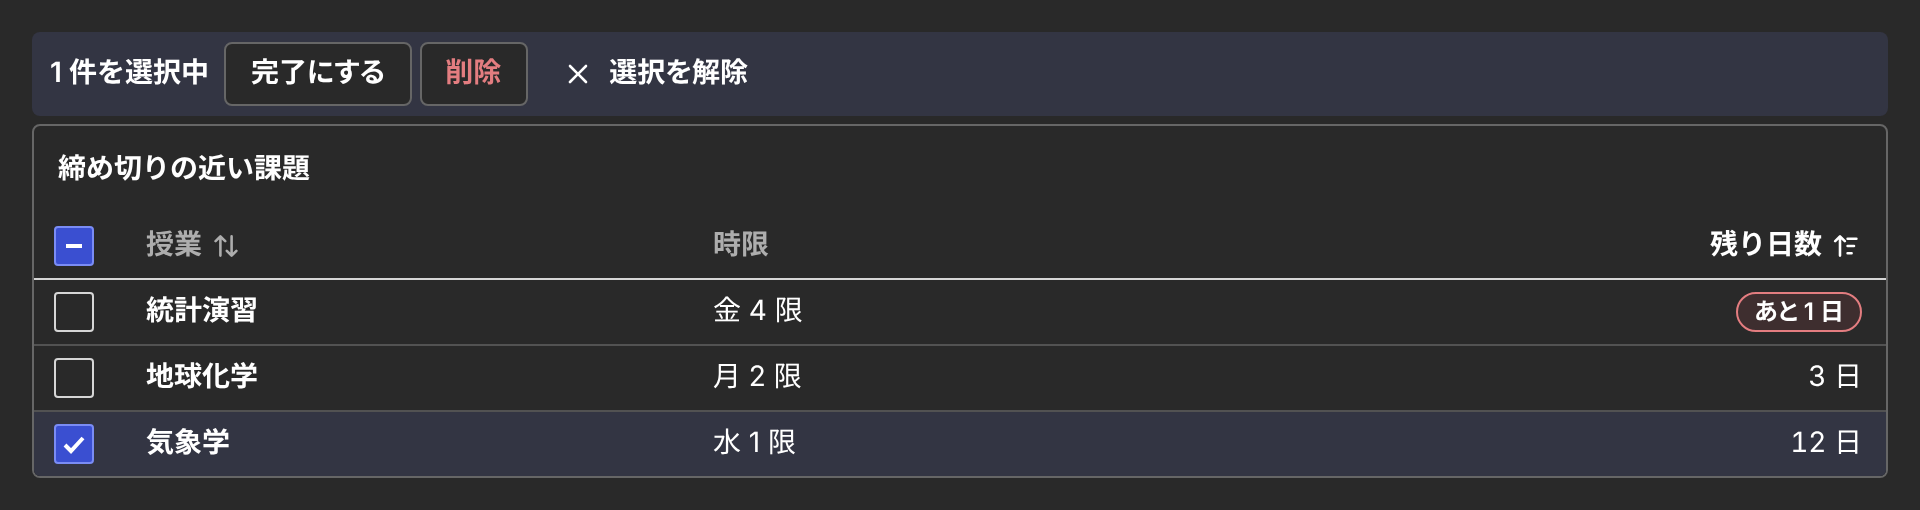 1件を選択中 完了にする 削除 選択を解除
締め切りの近い課題
授業 時限 残り日数
統計演習 金 4 限 あと1日
地球化学 月 2 限 3 日
気象学 水 1 限 12 日